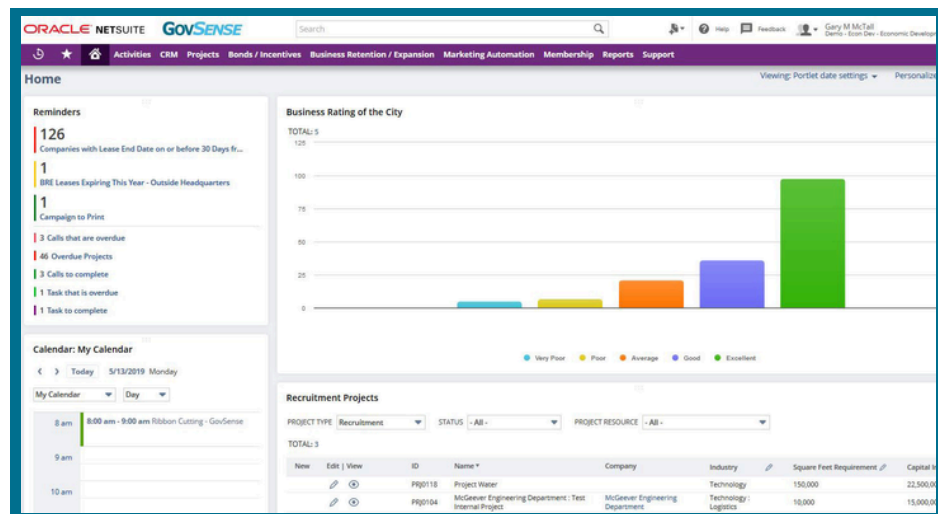 ORACLE NETSUITE GOVSENSE Search Help Feedback Gary M McTall
Demo - Econ Dev - Economic Develop
Activities CRM Projects Bonds / Incentives Business Retention / Expansion Marketing Automation Membership Reports Support
Home Viewing: Portlet date settings Personalize
Reminders
126
Companies with Lease End Date on or before 30 Days fr...
1
BRE Leases Expiring This Year - Outside Headquarters
1
Campaign to Print
3 Calls that are overdue
46 Overdue Projects
3 Calls to complete
1 Task that is overdue
1 Task to complete
Calendar: My Calendar
Today 5/13/2019 Monday
My Calendar Day
8 am 8:00 am - 9:00 am Ribbon Cutting - GovSense
9 am
10 am
Business Rating of the City
TOTAL: 5
125
100
75
50
25
0
Very Poor Poor Average Good Excellent
Recruitment Projects
PROJECT TYPE Recruitment STATUS - All - PROJECT RESOURCE - All -
TOTAL: 3
New Edit | View ID Name Company Industry Square Feet Requirement Capital In
PRJ0118 Project Water Technology 150,000 22,500,00
PRJ0104 McGeever Engineering Department : Test Internal Project McGeever Engineering Department Technology : Logistics 10,000 15,000,00